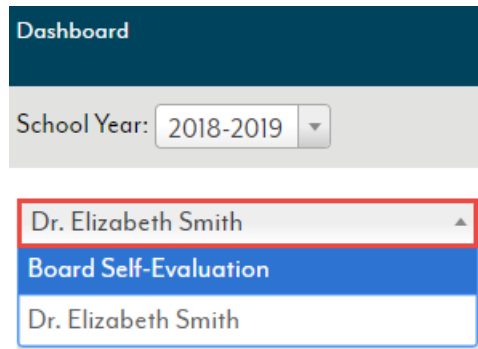 Dashboard
School Year: 2018-2019
Dr. Elizabeth Smith
Board Self-Evaluation
Dr. Elizabeth Smith